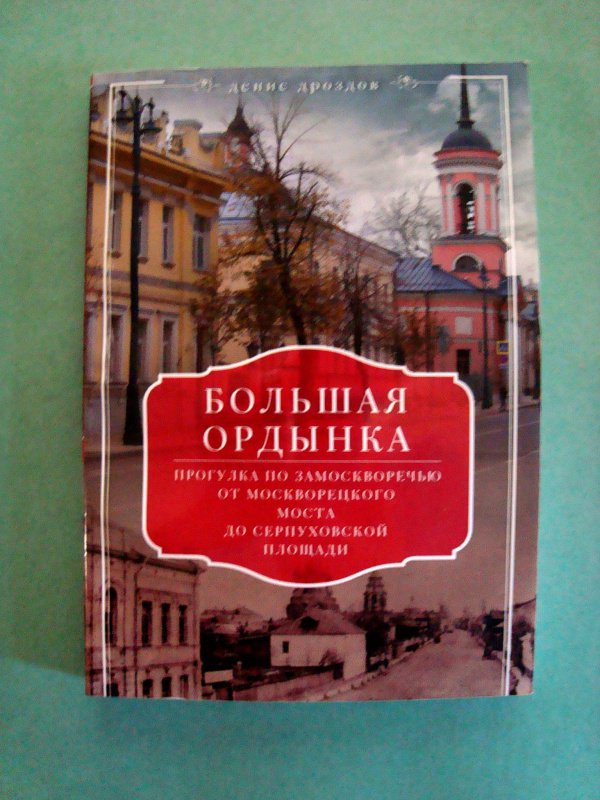 денис дроздов
БОЛЬШАЯ
ОРДЫНКА
ПРОГУЛКА ПО ЗАМОСКВОРЕЧЬЮ
ОТ МОСКВОРЕЦКОГО
МОСТА
ДО СЕРПУХОВСКОЙ
ПЛОЩАДИ